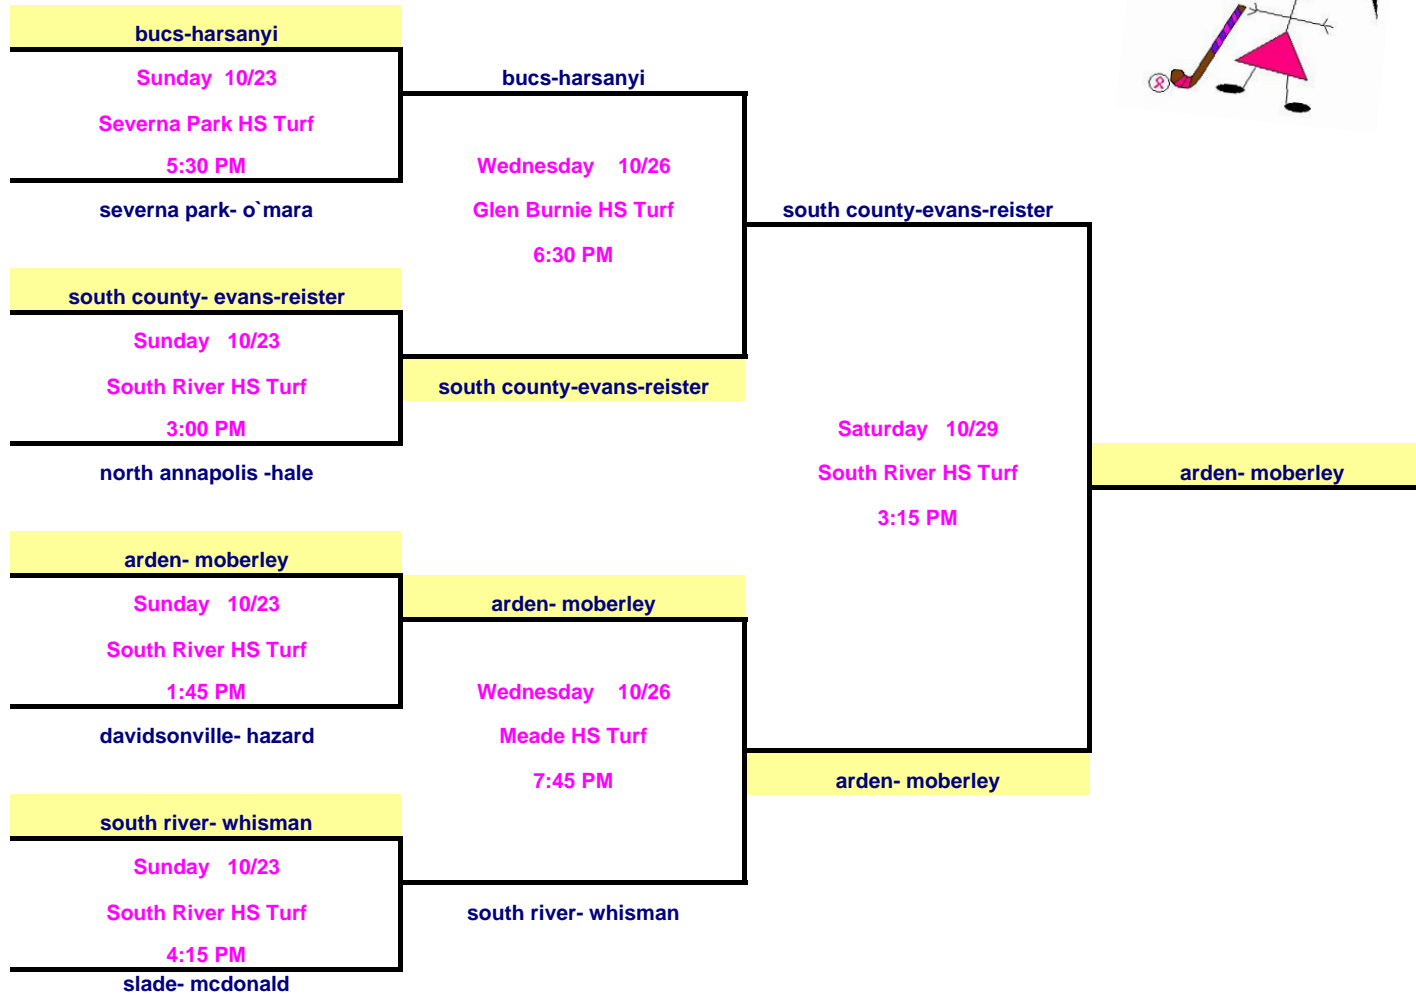 bucs-harsanyi
Sunday 10/23
Severna Park HS Turf
5:30 PM
severna park- o`mara
south county- evans-reister
Sunday 10/23
South River HS Turf
3:00 PM
north annapolis -hale
arden- moberley
Sunday 10/23
South River HS Turf
1:45 PM
davidsonville- hazard
south river- whisman
Sunday 10/23
South River HS Turf
4:15 PM
slade- mcdonald
bucs-harsanyi
Wednesday 10/26
Glen Burnie HS Turf
6:30 PM
south county-evans-reister
arden- moberley
Wednesday 10/26
Meade HS Turf
7:45 PM
south river- whisman
south county-evans-reister
Saturday 10/29
South River HS Turf
3:15 PM
arden- moberley
arden- moberley